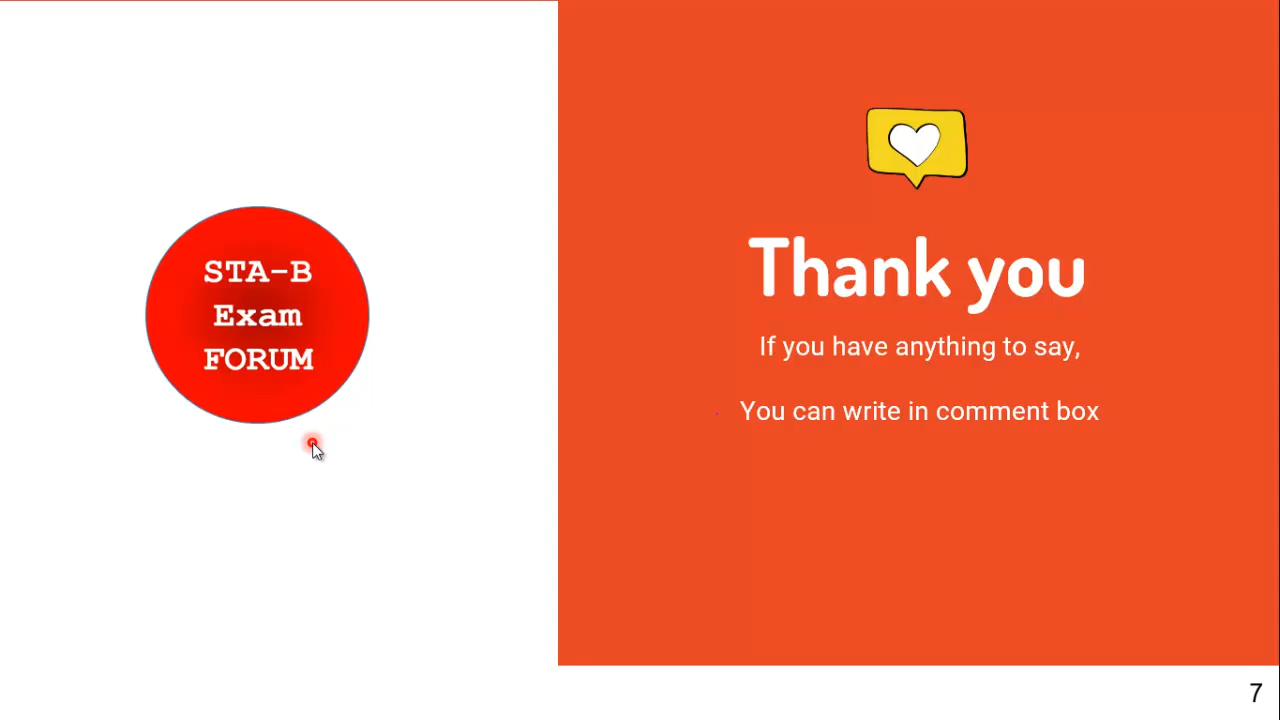 STA-B
Exam
FORUM
Thank you
If you have anything to say,
You can write in comment box
7